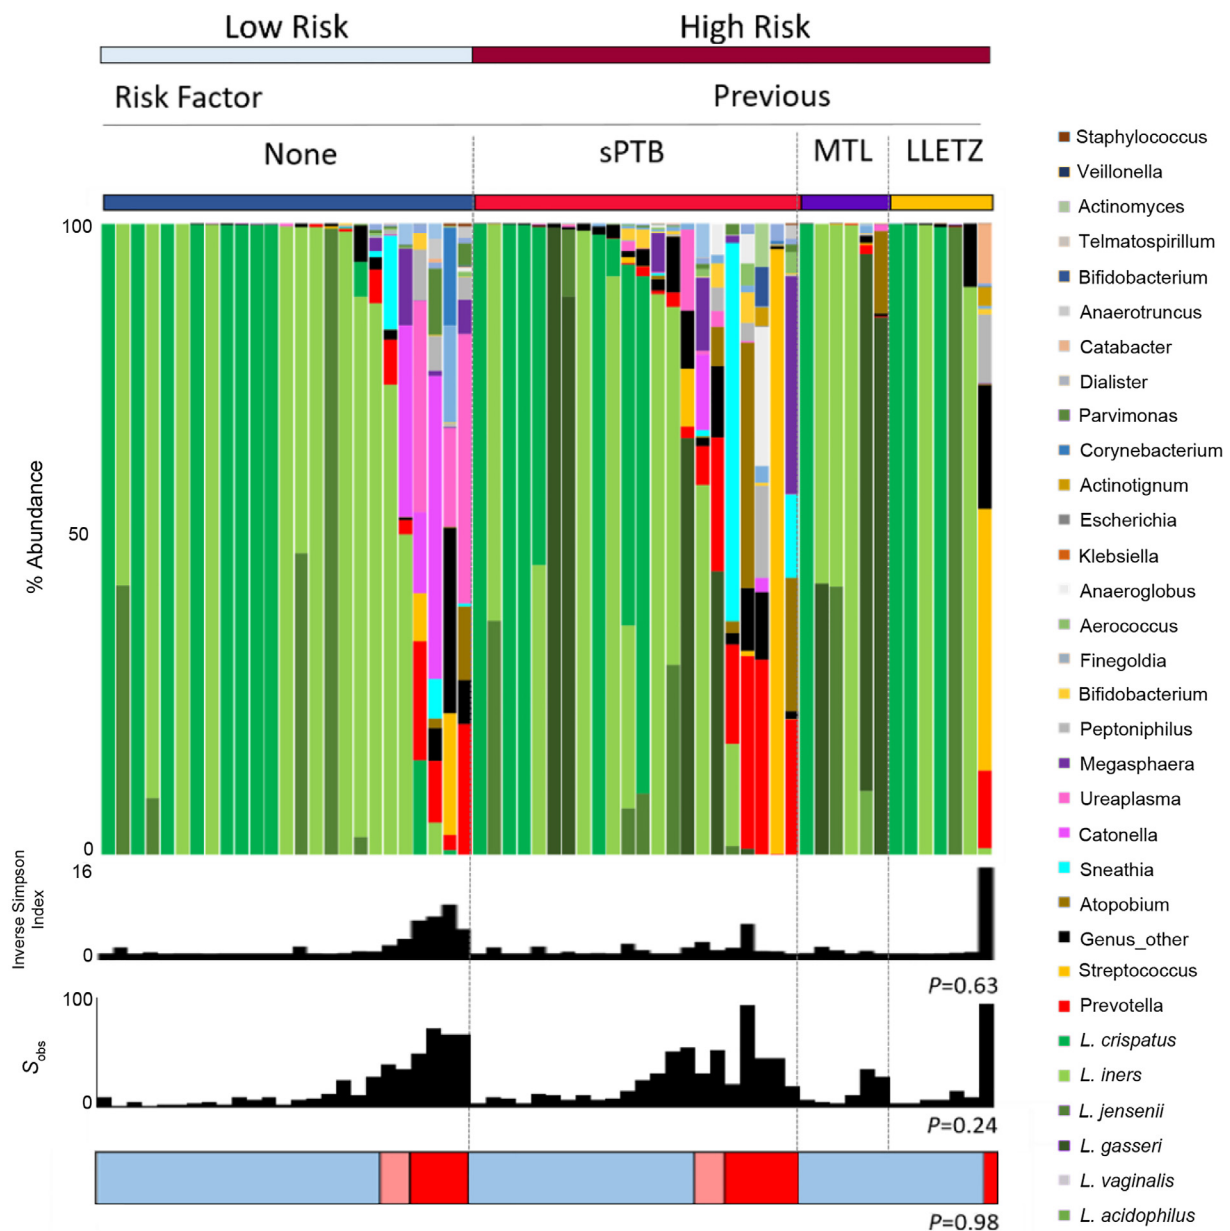 Low Risk
High Risk
Risk Factor
Previous
None
sPTB
MTL
LLETZ
100
50
0
% Abundance
16
0
Inverse Simpson
Index
P=0.63
100
0
Sobs
P=0.24
P=0.98
Staphylococcus
Veillonella
Actinomyces
Telmatospirillum
Bifidobacterium
Anaerotruncus
Catabacter
Dialister
Parvimonas
Corynebacterium
Actinotignum
Escherichia
Klebsiella
Anaeroglobus
Aerococcus
Finegoldia
Bifidobacterium
Peptoniphilus
Megasphaera
Ureaplasma
Catonella
Sneathia
Atopobium
Genus_other
Streptococcus
Prevotella
L. crispatus
L. iners
L. jensenii
L. gasseri
L. vaginalis
L. acidophilus